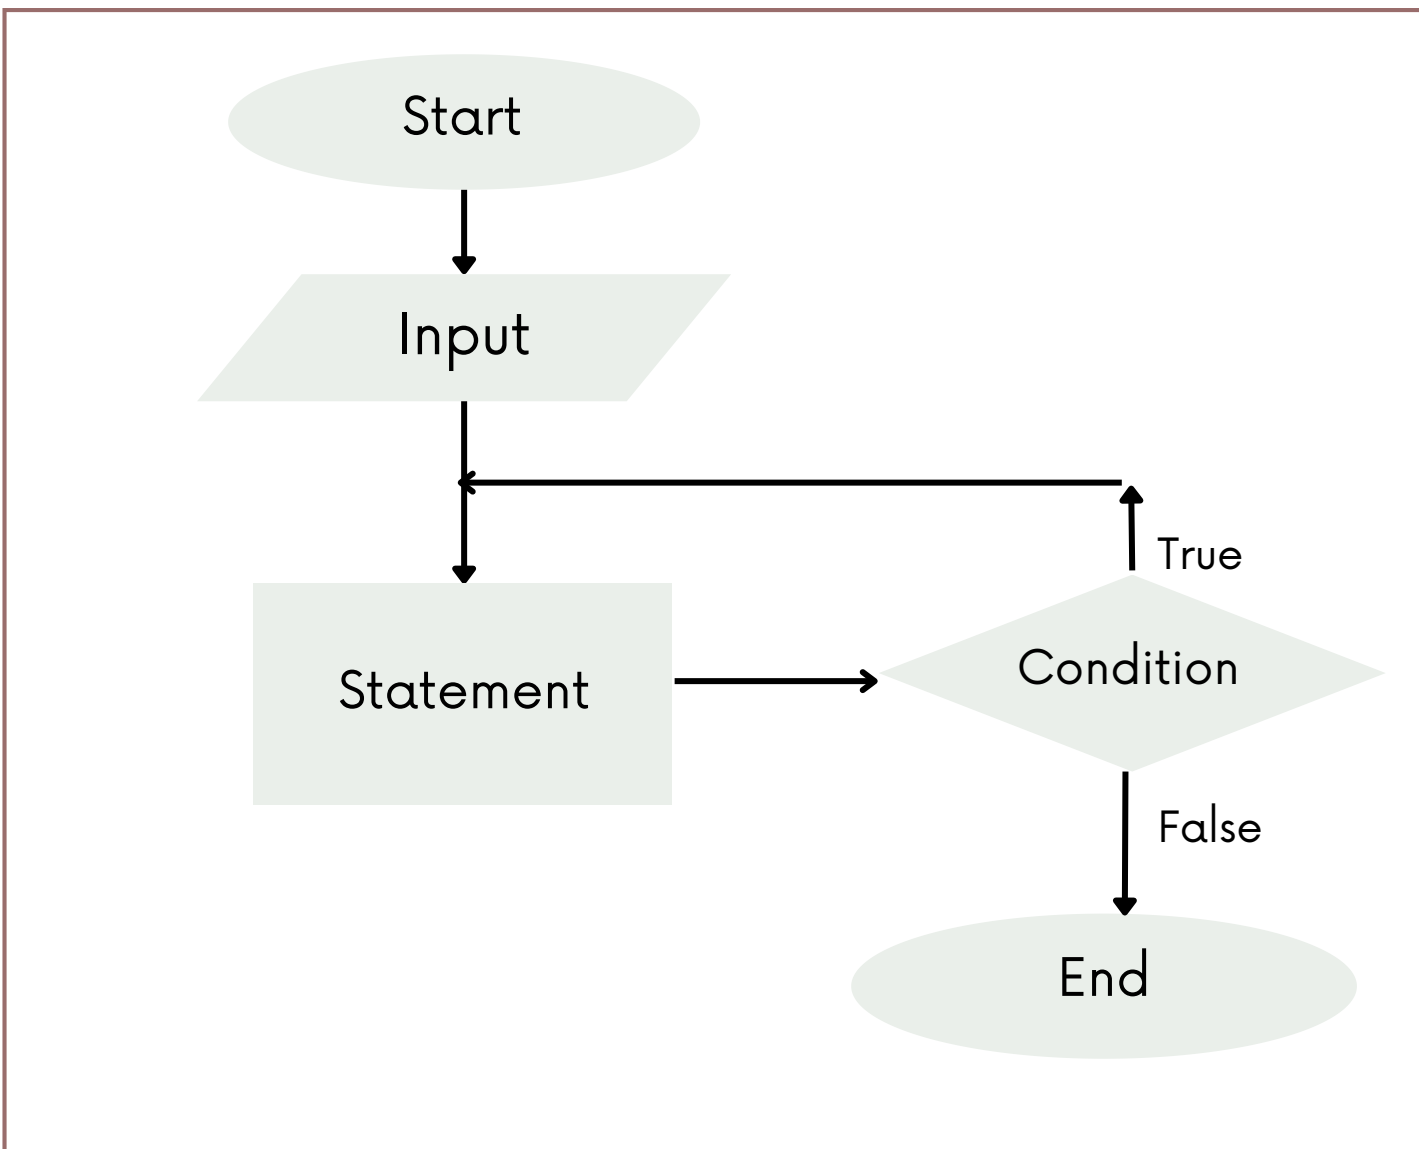 Start
Input
True
Condition
Statement
False
End